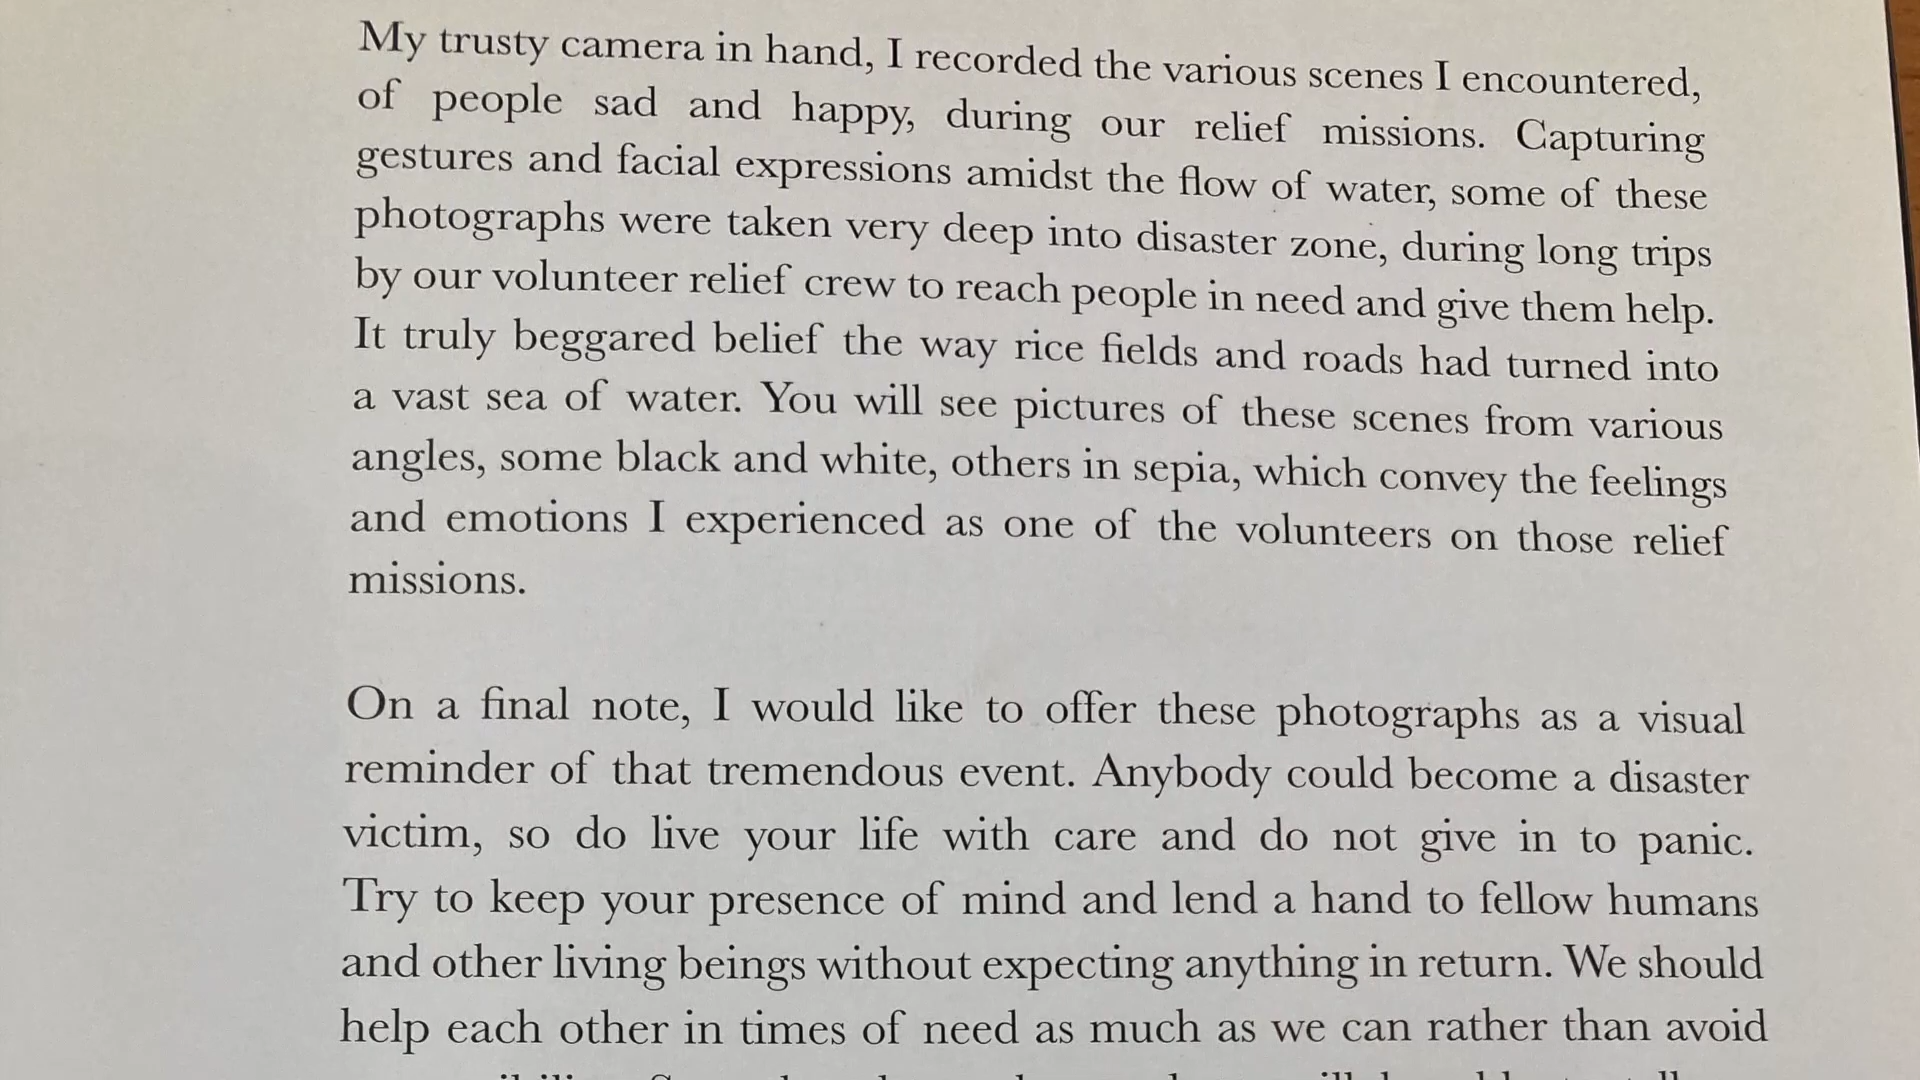 My trusty camera in hand, I recorded the various scenes I encountered,
of people sad and happy, during our relief missions. Capturing
gestures and facial expressions amidst the flow of water, some of these
photographs were taken very deep into disaster zone, during long trips
by our volunteer relief crew to reach people in need and give them help.
It truly beggared belief the way rice fields and roads had turned into
a vast sea of water. You will see pictures of these scenes from various
angles, some black and white, others in sepia, which convey the feelings
and emotions I experienced as one of the volunteers on those relief
missions.
On a final note, I would like to offer these photographs as a visual
reminder of that tremendous event. Anybody could become a disaster
victim, so do live your life with care and do not give in to panic.
Try to keep your presence of mind and lend a hand to fellow humans
and other living beings without expecting anything in return. We should
help each other in times of need as much as we can rather than avoid